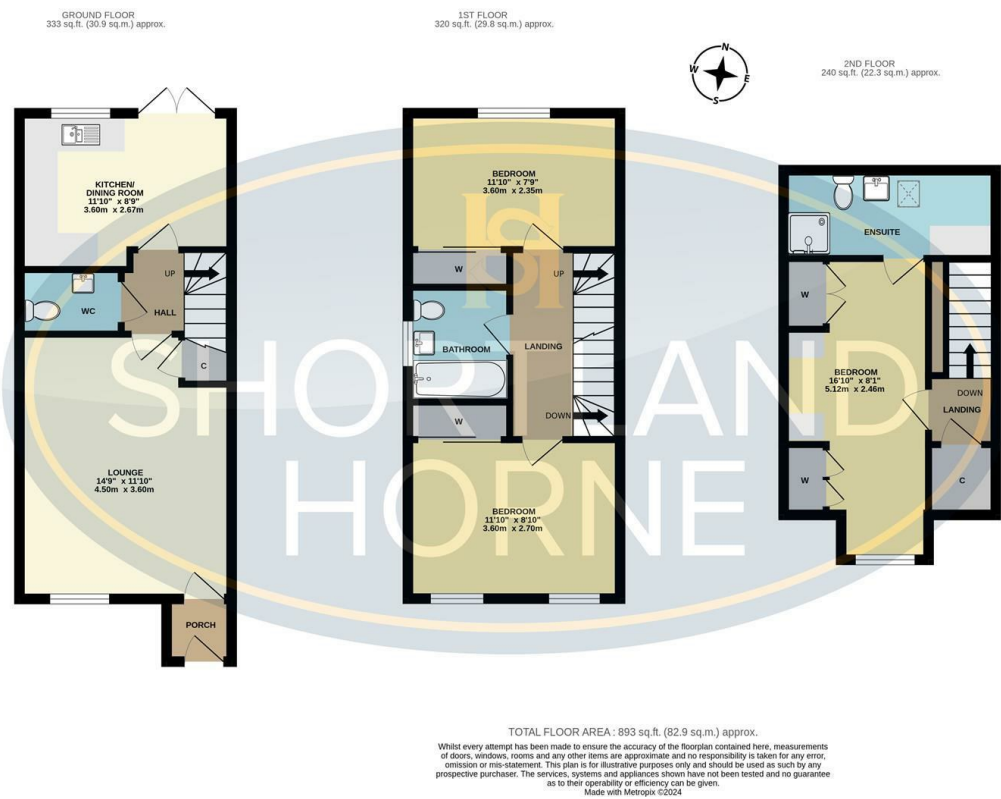 GROUND FLOOR
333 sq.ft. (30.9 sq.m.) approx.
1ST FLOOR
320 sq.ft. (29.8 sq.m.) approx.
2ND FLOOR
240 sq.ft. (22.3 sq.m.) approx.
N
W
E
S
KITCHEN/
DINING ROOM
11'10" x 8'9"
3.60m x 2.67m
UP
WC
HALL
C
LOUNGE
14'9" x 11'10"
4.50m x 3.60m
PORCH
BEDROOM
11'10" x 7'9"
3.60m x 2.35m
W
UP
BATHROOM
LANDING
W
DOWN
BEDROOM
11'10" x 8'10"
3.60m x 2.70m
ENSUITE
W
BEDROOM
16'10" x 8'1"
5.12m x 2.46m
DOWN
LANDING
W
C
SH
SHORTLAND
HORNE
TOTAL FLOOR AREA : 893 sq.ft. (82.9 sq.m.) approx.
Whilst every attempt has been made to ensure the accuracy of the floorplan contained here, measurements
of doors, windows, rooms and any other items are approximate and no responsibility is taken for any error,
omission or mis-statement. This plan is for illustrative purposes only and should be used as such by any
prospective purchaser. The services, systems and appliances shown have not been tested and no guarantee
as to their operability or efficiency can be given.
Made with Metropix ©2024